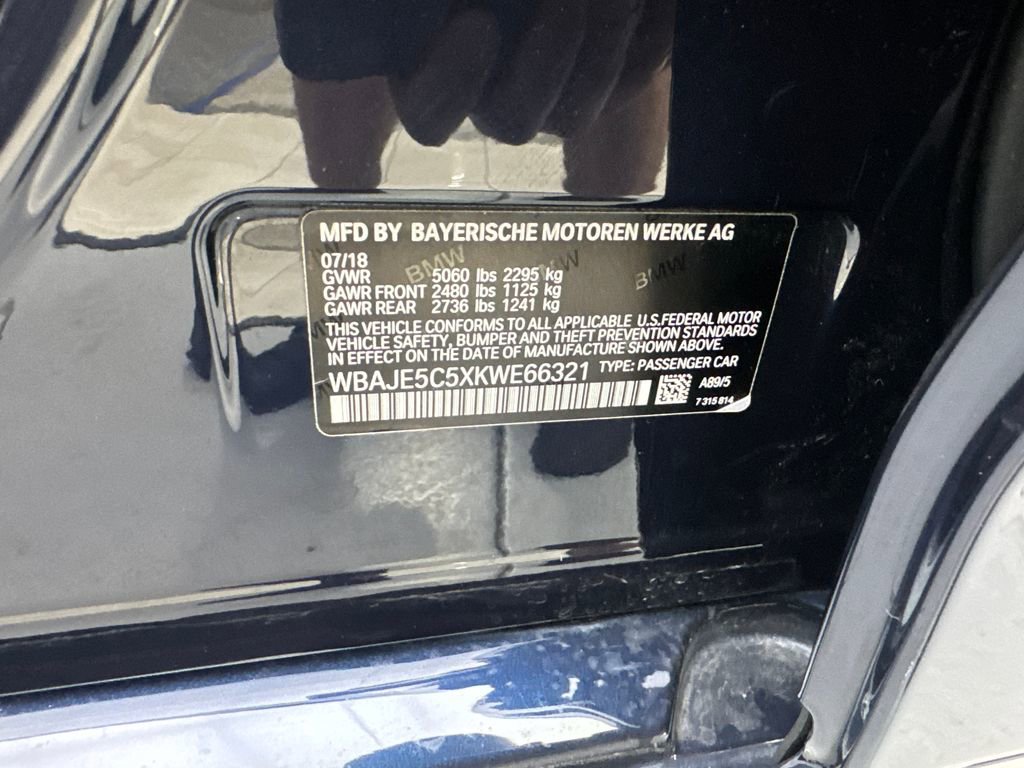 MFD BY BAYERISCHE MOTOREN WERKE AG
07/18
GVWR 5060 lbs 2295 kg
GAWR FRONT 2480 lbs 1125 kg
GAWR REAR 2736 lbs 1241 kg
BMW
BMW
THIS VEHICLE CONFORMS TO ALL APPLICABLE U.S.FEDERAL MOTOR
VEHICLE SAFETY, BUMPER AND THEFT PREVENTION STANDARDS
IN EFFECT ON THE DATE OF MANUFACTURE SHOWN ABOVE.
WBAJE5C5XKWE66321 TYPE: PASSENGER CAR
A89/5
7 315 814